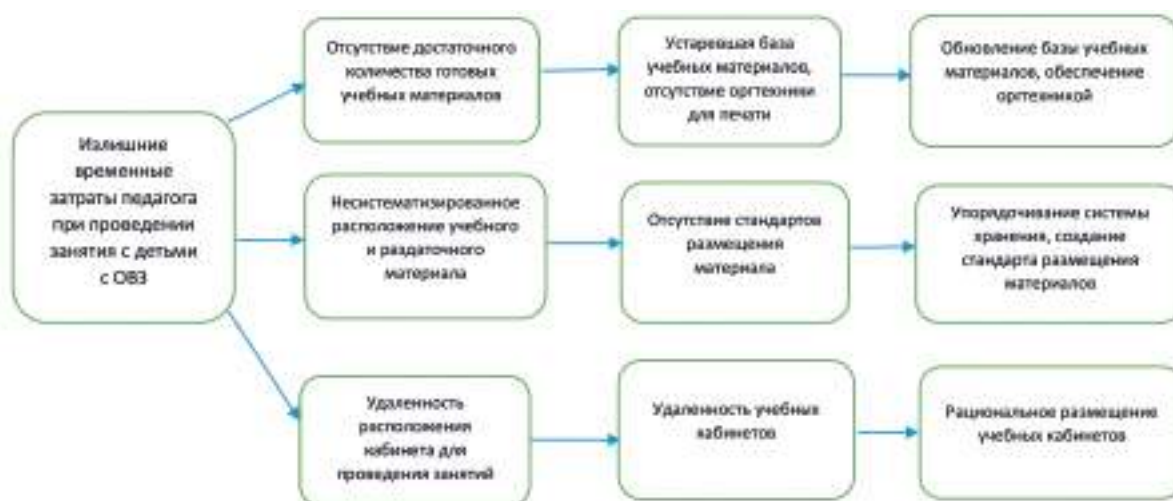 Излишние
временные
затраты педагога
при проведении
занятия с детьми
с ОВЗ
Отсутствие достаточного
количества готовых
учебных материалов
Устаревшая база
учебных материалов,
отсутствие оргтехники
для печати
Обновление базы учебных
материалов, обеспечение
оргтехникой
Несистематизированное
расположение учебного
и раздаточного
материала
Отсутствие стандартов
размещения
материала
Упорядочивание системы
хранения, создание
стандарта размещения
материалов
Удаленность
расположения
кабинета для
проведения занятий
Удаленность учебных
кабинетов
Рациональное размещение
учебных кабинетов